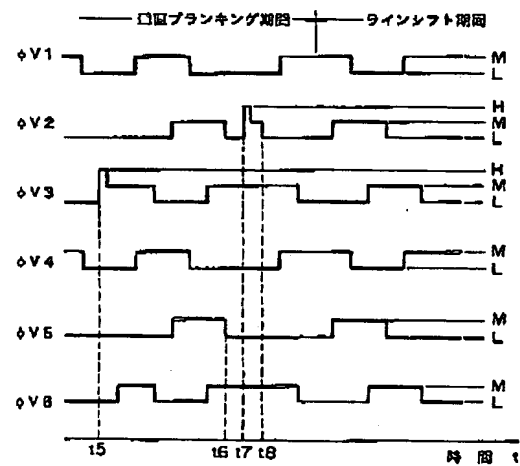 垂直ブランキング期間 ラインシフト期間
φV1 M
L
H
φV2 M
L
H
φV3 M
L
φV4 M
L
φV5 M
L
φV6 M
L
t5 t6 t7 t8
時間 t